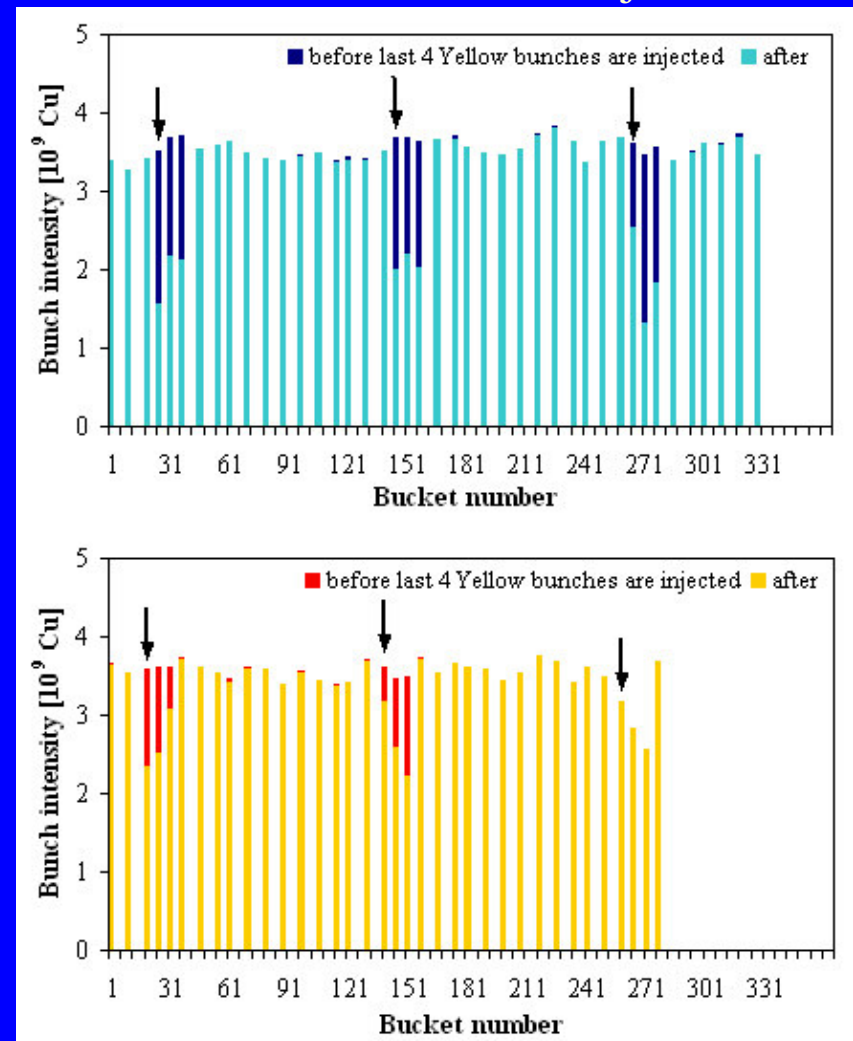 5
before last 4 Yellow bunches are injected after
4
3
2
1
0
Bunch intensity [10⁹ Cu]
1 31 61 91 121 151 181 211 241 271 301 331
Bucket number
5
before last 4 Yellow bunches are injected after
4
3
2
1
0
Bunch intensity [10⁹ Cu]
1 31 61 91 121 151 181 211 241 271 301 331
Bucket number